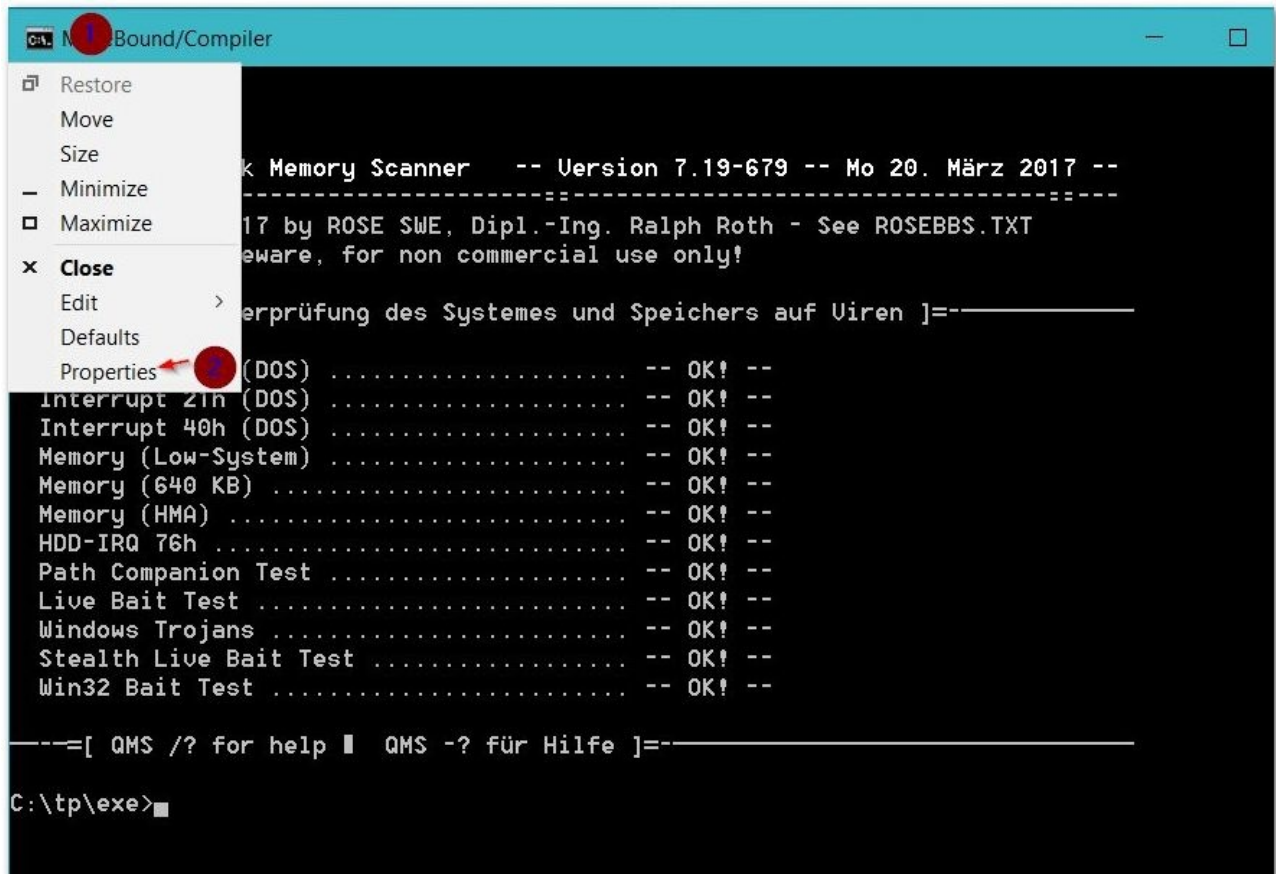 1
Bound/Compiler
Restore
Move
Size
Minimize
Maximize
Close
Edit
Defaults
Properties
2
k Memory Scanner -- Version 7.19-679 -- Mo 20. März 2017 --
17 by ROSE SWE, Dipl.-Ing. Ralph Roth - See ROSEBBS.TXT
eware, for non commercial use only!
erprüfung des Systemes und Speichers auf Viren ]=-
(DOS) ..................... -- OK! --
Interrupt 21h (DOS) ..................... -- OK! --
Interrupt 40h (DOS) ..................... -- OK! --
Memory (Low-System) ..................... -- OK! --
Memory (640 KB) ......................... -- OK! --
Memory (HMA) ............................ -- OK! --
HDD-IRQ 76h ............................. -- OK! --
Path Companion Test ..................... -- OK! --
Live Bait Test .......................... -- OK! --
Windows Trojans ......................... -- OK! --
Stealth Live Bait Test .................. -- OK! --
Win32 Bait Test ......................... -- OK! --
=[ QMS /? for help QMS -? für Hilfe ]=-
C:\tp\exe>